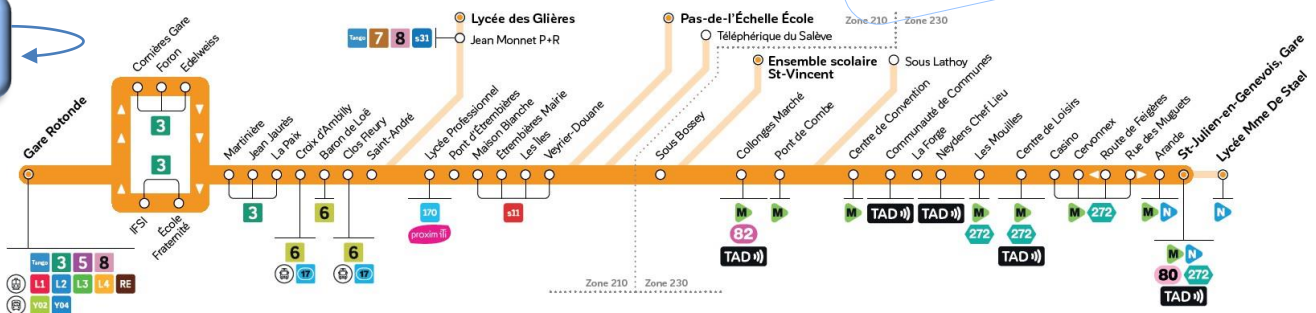 Gare Rotonde
Tango 3 5 8
L1 L2 L3 L4 RE
Y02 Y04
Cornières Gare
Foron
Edelweiss
3
3
IFSI
École
Fraternité
Martinière
Jean Jaurès
La Paix
3
Croix d'Ambilly
6
17
Baron de Loë
6
Clos Fleury
Saint-André
6
17
Lycée des Glières
Tango 7 8 s31
Jean Monnet P+R
Lycée Professionnel
170
proxim iti
Pont d'Étrembières
Maison Blanche
Étrembières Mairie
Les Îles
Veyrier-Douane
s11
Pas-de-l'Échelle École
Téléphérique du Salève
Zone 210
Zone 230
Zone 210
Zone 230
Sous Bossey
Ensemble scolaire
St-Vincent
Collonges Marché
M
82
TAD
Pont de Combe
M
Sous Lathoy
Centre de Convention
M
Communauté de Communes
TAD
La Forge
Neydens Chef Lieu
TAD
Les Mouilles
M
272
Centre de Loisirs
M
272
TAD
Casino
Cervonnex
Route de Feigères
Rue des Muguets
M 272
Arande
M N
St-Julien-en-Genevois, Gare
M N
80 272
TAD
Lycée Mme De Stael
N